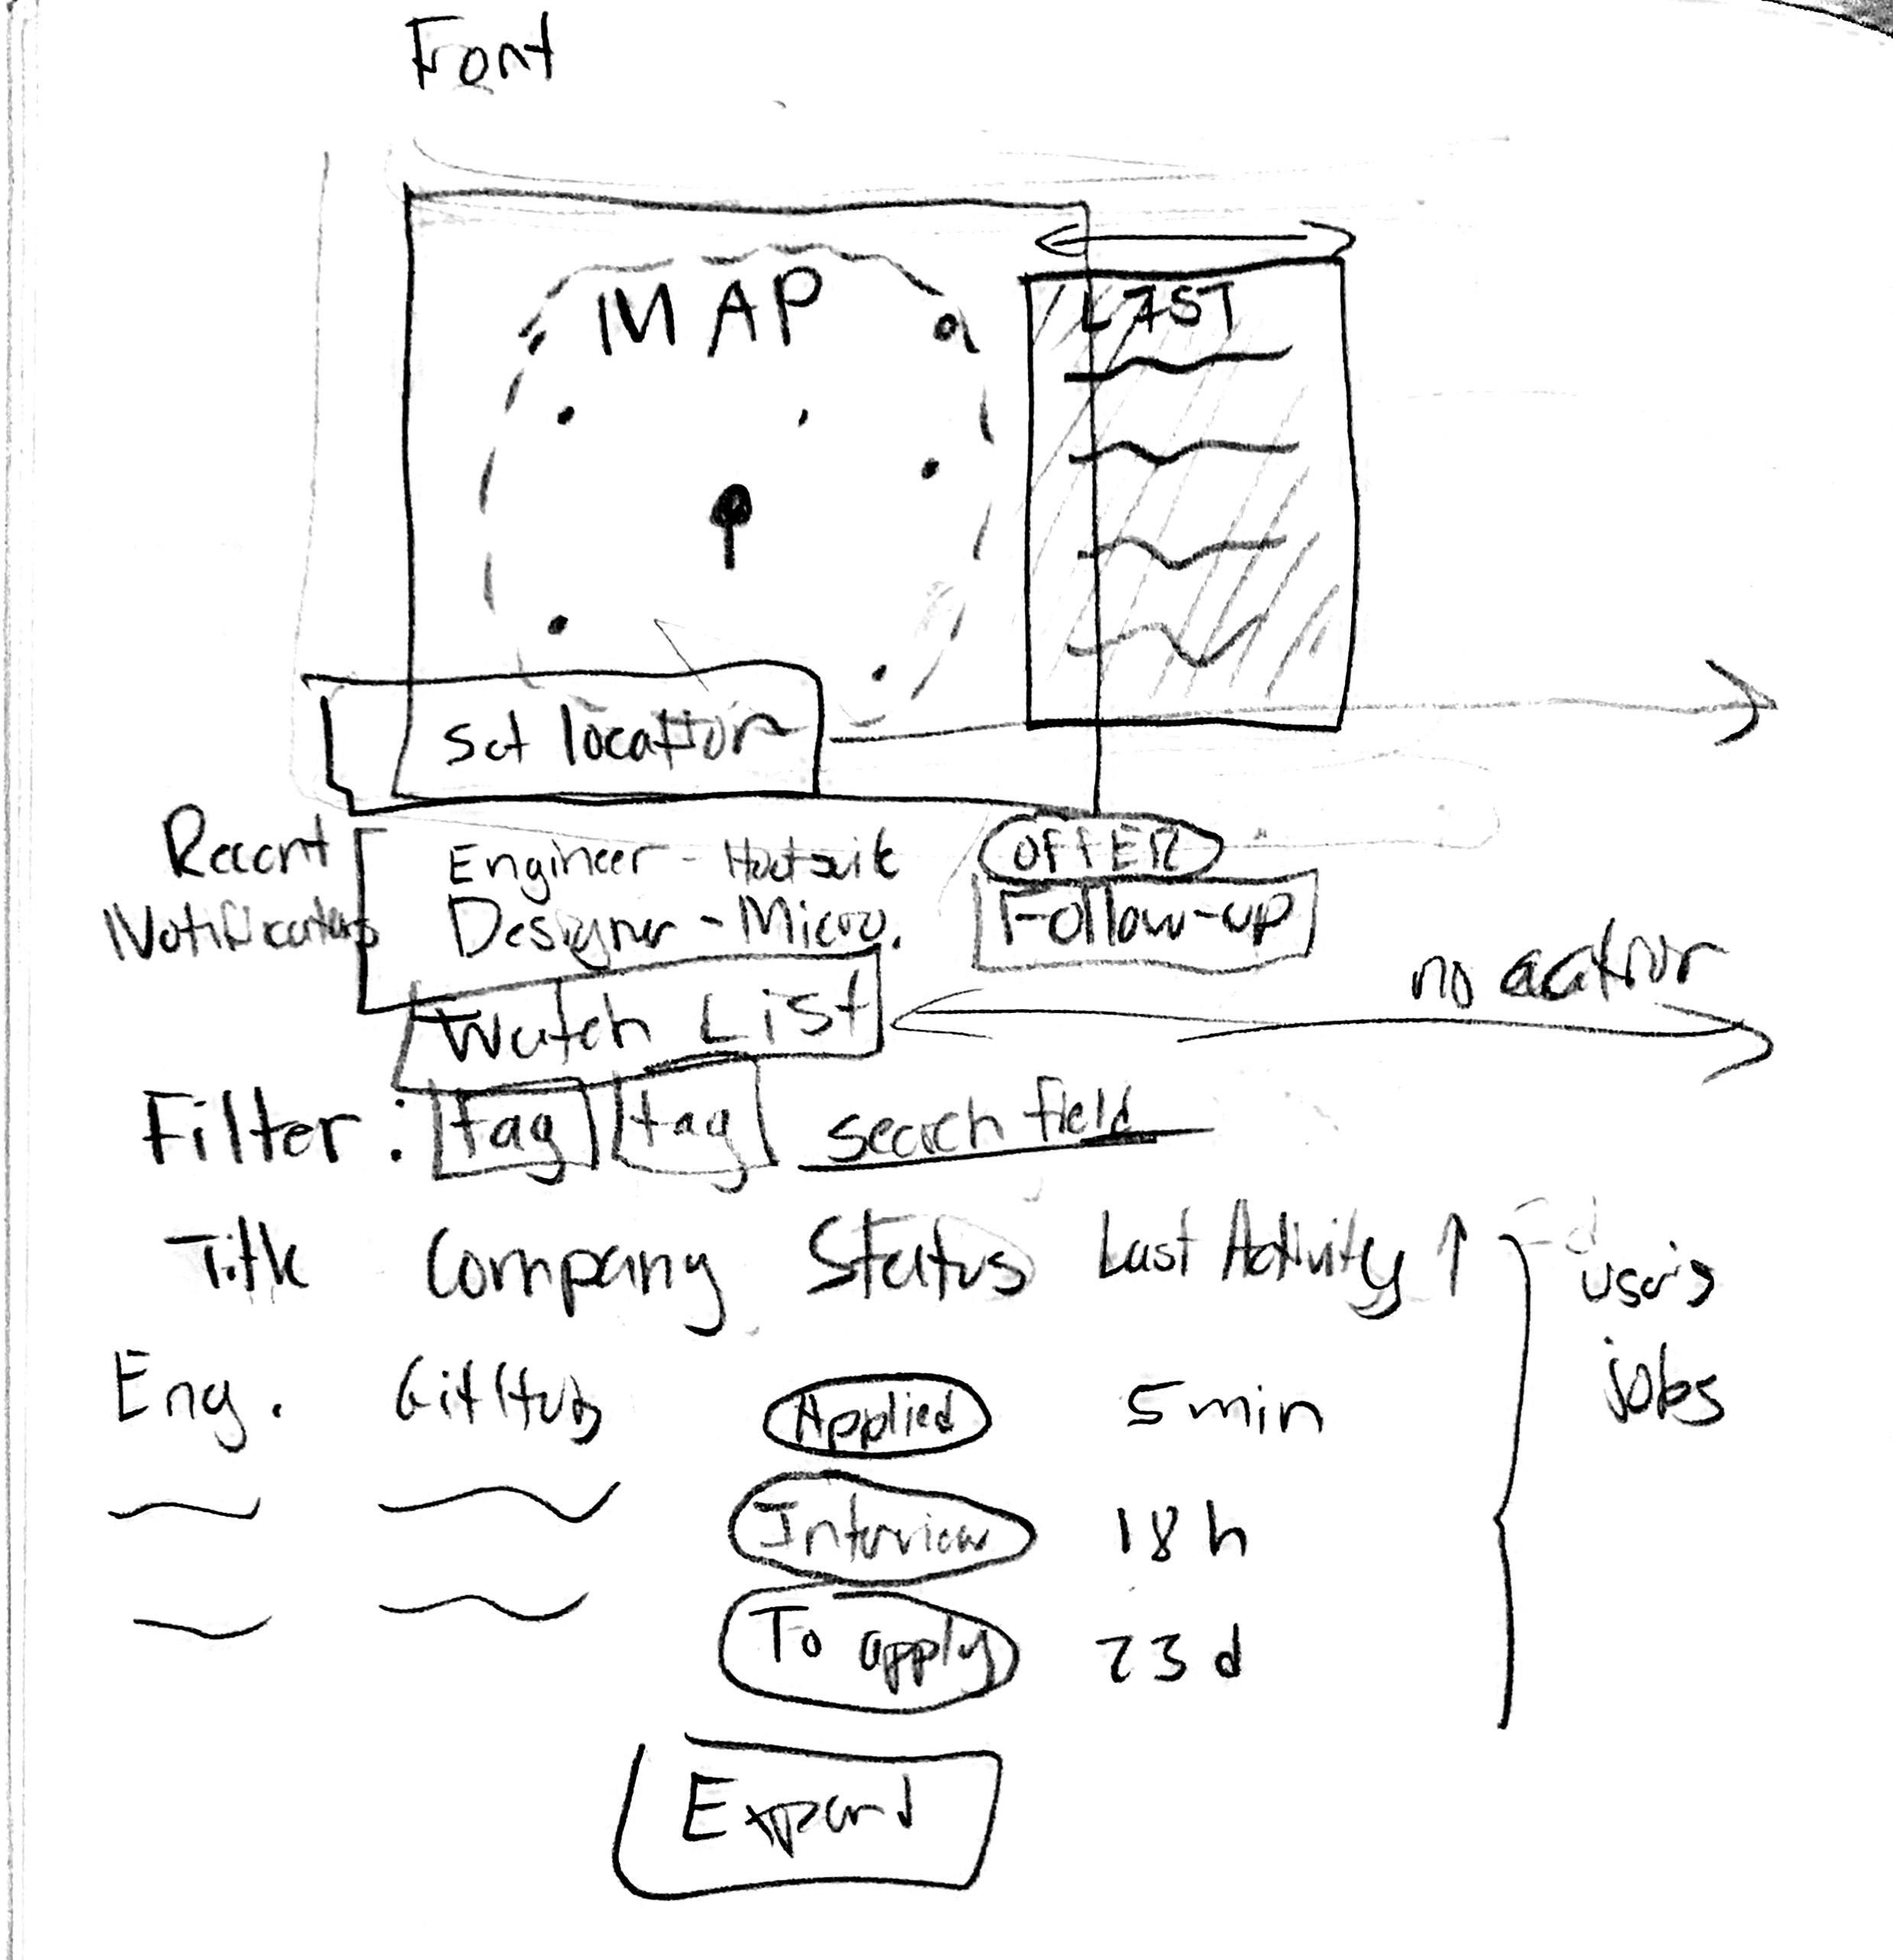 Font
MAP
LIST
set location
Recent
Notifications
Engineer - Hootsuite OFFER
Designer - Micro. Follow-up
no action
Watch List
Filter: tag tag search field
Title Company Status Last Activity ↑
user's
jobs
Eng. GitHub Applied 5 min
Interview 18 h
To apply 23 d
Expand